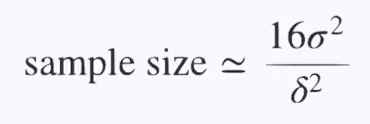 sample size ≃ 16σ² / δ²